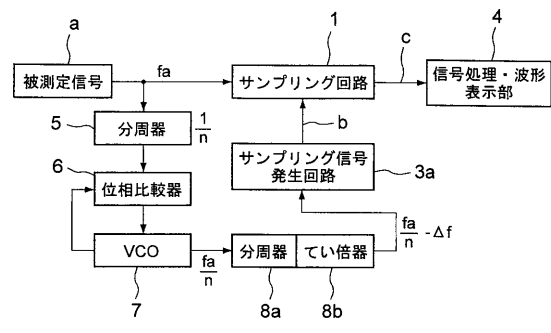 a
被測定信号
fa
1
サンプリング回路
c
4
信号処理・波形
表示部
5
分周器
1/n
b
6
位相比較器
サンプリング信号
発生回路
3a
VCO
7
fa/n
分周器
てい倍器
8a
8b
fa/n - Δf